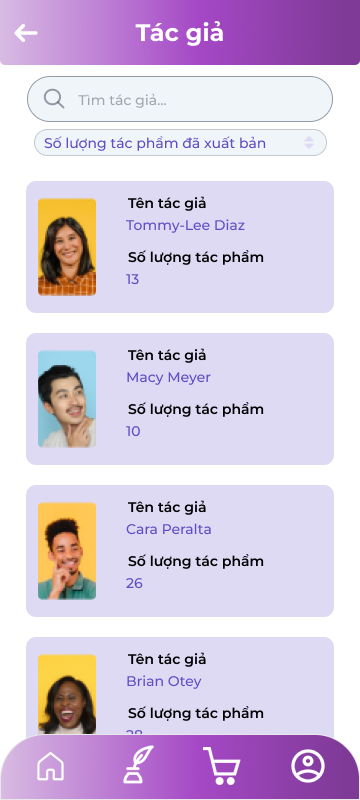 Tác giả
Tìm tác giả...
Số lượng tác phẩm đã xuất bản
Tên tác giả
Tommy-Lee Diaz
Số lượng tác phẩm
13
Tên tác giả
Macy Meyer
Số lượng tác phẩm
10
Tên tác giả
Cara Peralta
Số lượng tác phẩm
26
Tên tác giả
Brian Otey
Số lượng tác phẩm